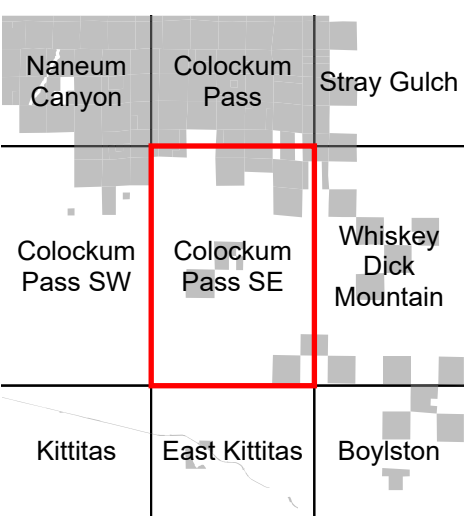 Naneum
Canyon
Colockum
Pass
Stray Gulch
Colockum
Pass SW
Colockum
Pass SE
Whiskey
Dick
Mountain
Kittitas
East Kittitas
Boylston